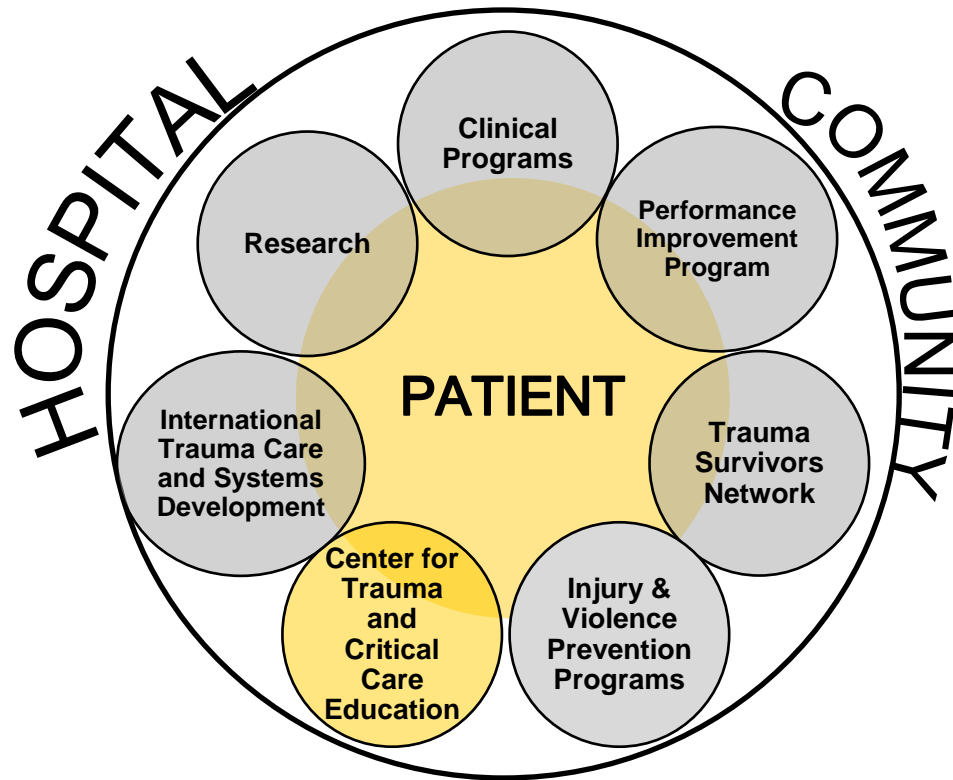 HOSPITAL
COMMUNITY
Clinical
Programs
Performance
Improvement
Program
Research
PATIENT
International
Trauma Care
and Systems
Development
Trauma
Survivors
Network
Center for
Trauma
and
Critical
Care
Education
Injury &
Violence
Prevention
Programs